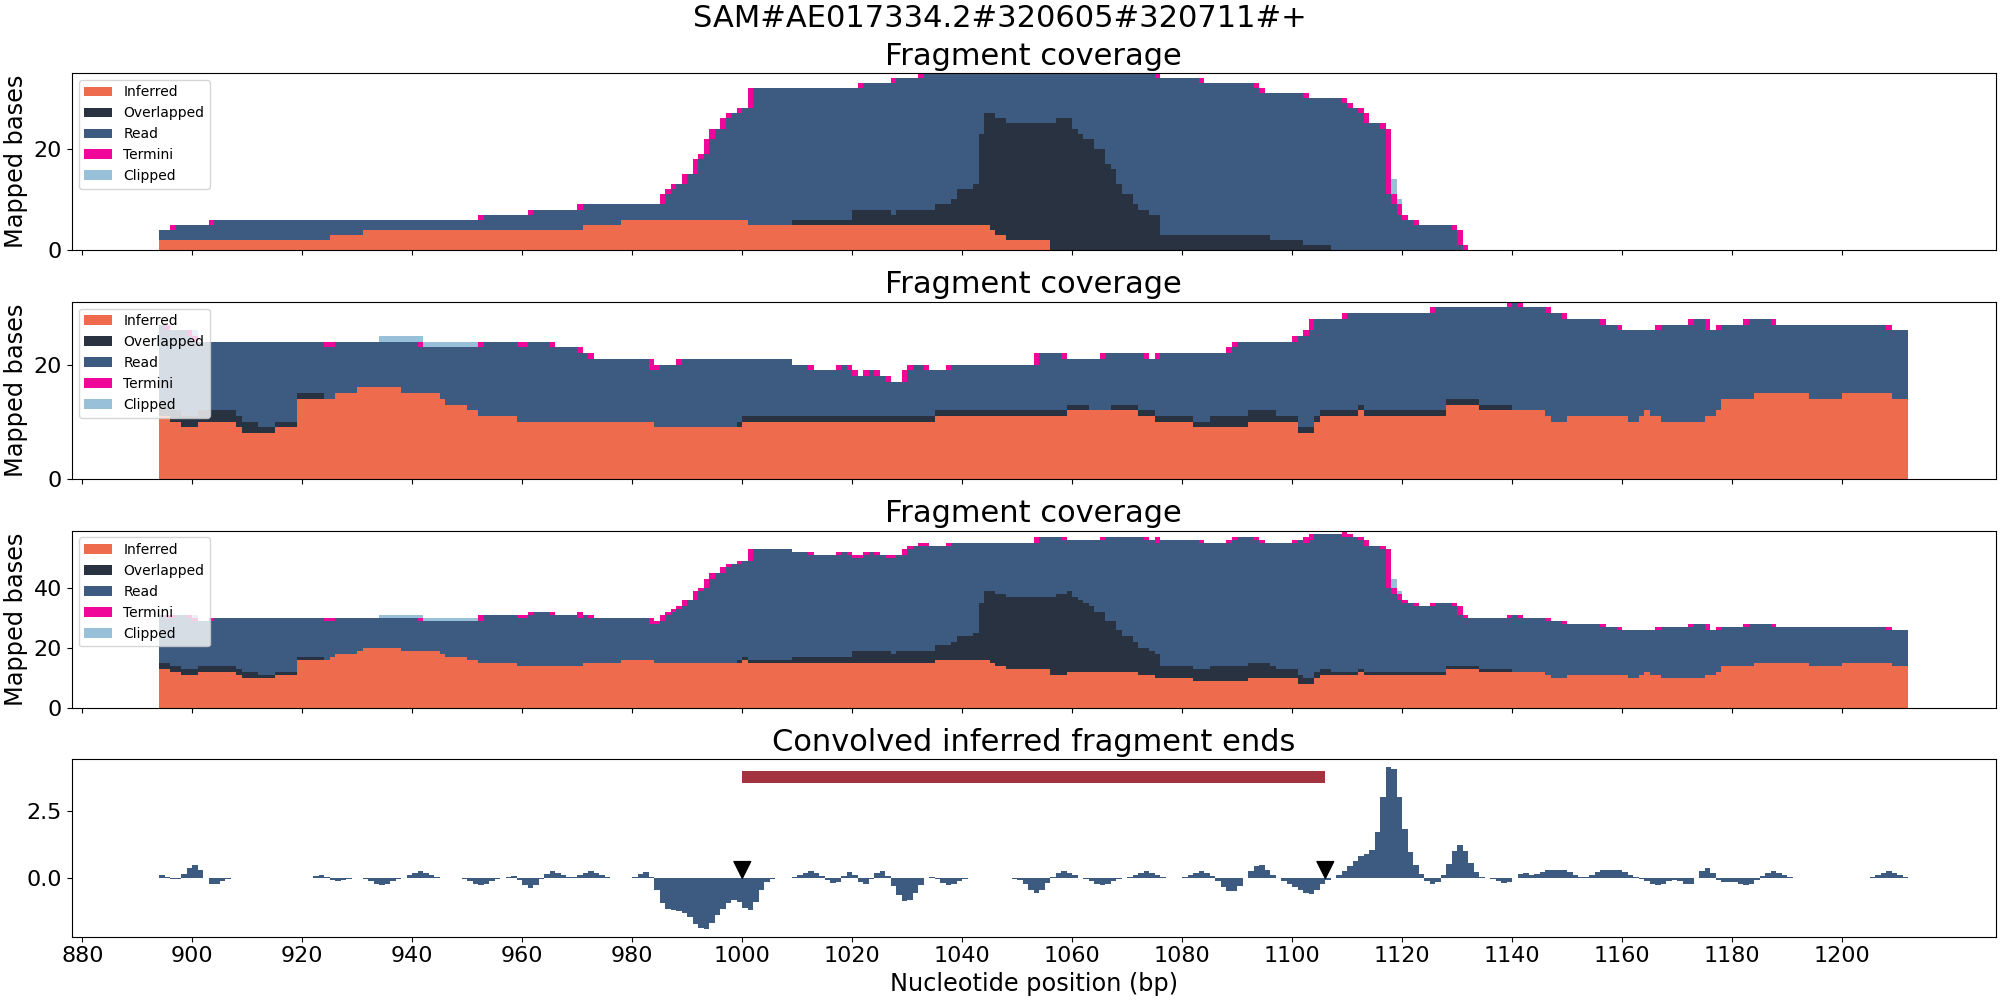 SAM#AE017334.2#320605#320711#+
Fragment coverage
Mapped bases
20
0
Inferred
Overlapped
Read
Termini
Clipped
Fragment coverage
Mapped bases
20
0
Inferred
Overlapped
Read
Termini
Clipped
Fragment coverage
Mapped bases
40
20
0
Inferred
Overlapped
Read
Termini
Clipped
Convolved inferred fragment ends
2.5
0.0
880 900 920 940 960 980 1000 1020 1040 1060 1080 1100 1120 1140 1160 1180 1200
Nucleotide position (bp)